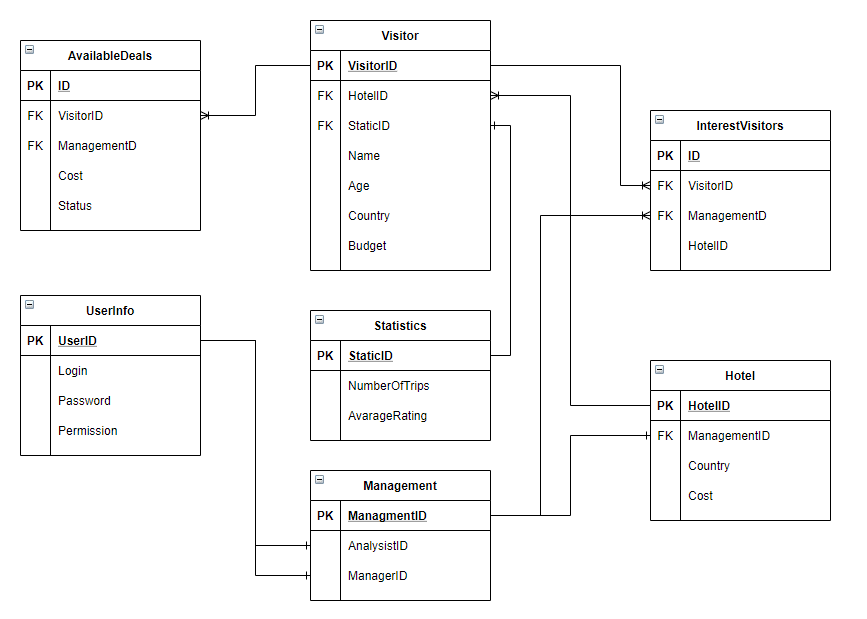 AvailableDeals
PK ID
FK VisitorID
FK ManagementD
Cost
Status
Visitor
PK VisitorID
FK HotelID
FK StaticID
Name
Age
Country
Budget
InterestVisitors
PK ID
FK VisitorID
FK ManagementD
HotelID
UserInfo
PK UserID
Login
Password
Permission
Statistics
PK StaticID
NumberOfTrips
AvarageRating
Hotel
PK HotelID
FK ManagementID
Country
Cost
Management
PK ManagmentID
AnalysistID
ManagerID